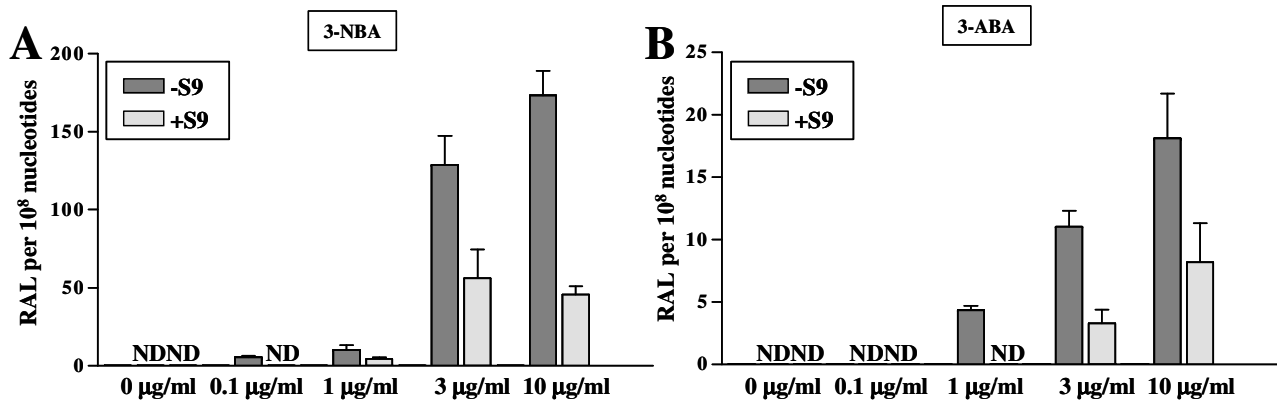 A
3-NBA
-S9
+S9
RAL per 10⁸ nucleotides
200
150
100
50
0
NDND
ND
0 µg/ml
0.1 µg/ml
1 µg/ml
3 µg/ml
10 µg/ml
B
3-ABA
-S9
+S9
RAL per 10⁸ nucleotides
25
20
15
10
5
0
NDND
NDND
ND
0 µg/ml
0.1 µg/ml
1 µg/ml
3 µg/ml
10 µg/ml